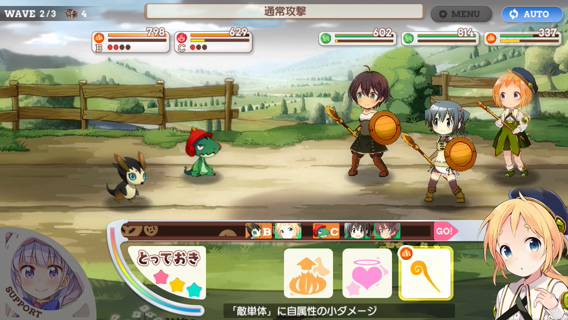 WAVE 2/3 4
通常攻撃
MENU
AUTO
798
B
629
C
602
814
337
B C GO!
とっておき
SUPPORT
「敵単体」に自属性の小ダメージ